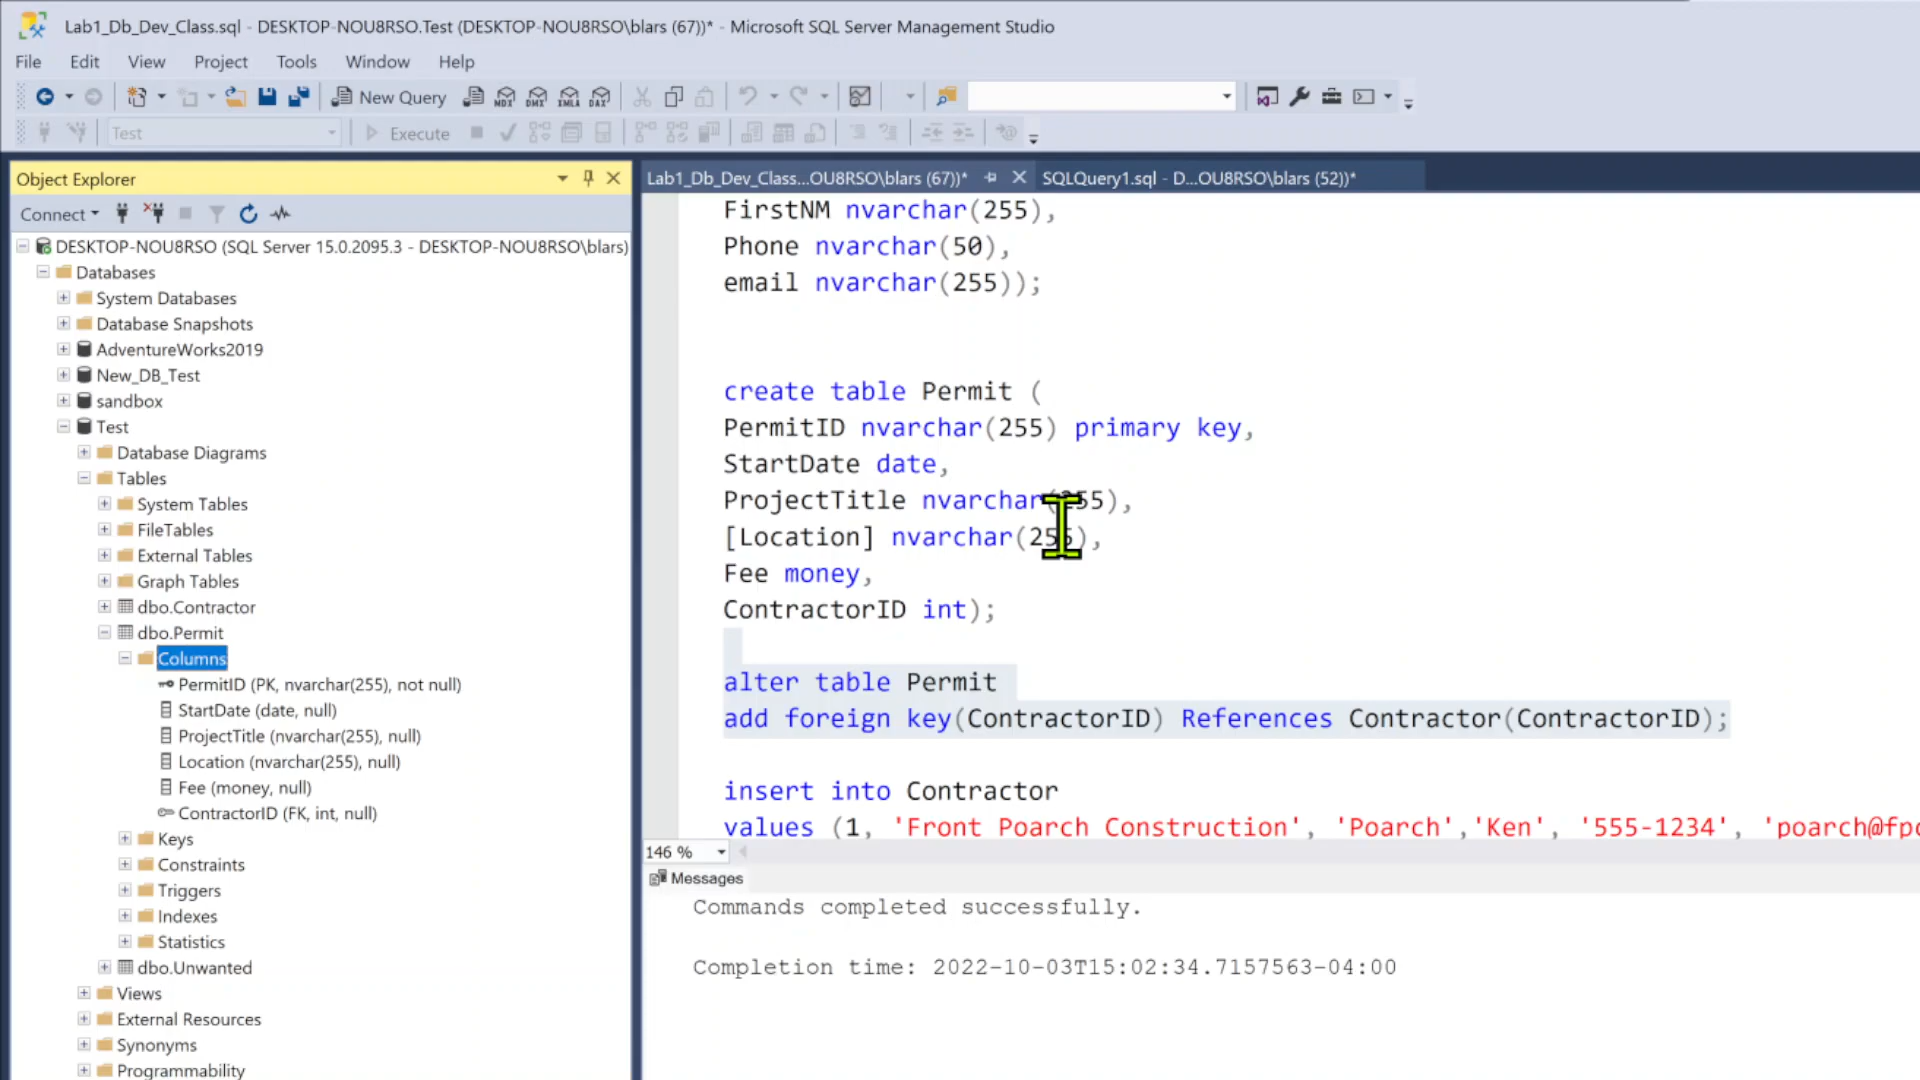 Lab1_Db_Dev_Class.sql - DESKTOP-NOU8RSO.Test (DESKTOP-NOU8RSO\blars (67))* - Microsoft SQL Server Management Studio
File Edit View Project Tools Window Help
New Query MDX DMX XMLA DAX
Test Execute
Object Explorer
Connect
DESKTOP-NOU8RSO (SQL Server 15.0.2095.3 - DESKTOP-NOU8RSO\blars)
Databases
System Databases
Database Snapshots
AdventureWorks2019
New_DB_Test
sandbox
Test
Database Diagrams
Tables
System Tables
FileTables
External Tables
Graph Tables
dbo.Contractor
dbo.Permit
Columns
PermitID (PK, nvarchar(255), not null)
StartDate (date, null)
ProjectTitle (nvarchar(255), null)
Location (nvarchar(255), null)
Fee (money, null)
ContractorID (FK, int, null)
Keys
Constraints
Triggers
Indexes
Statistics
dbo.Unwanted
Views
External Resources
Synonyms
Programmability
Lab1_Db_Dev_Class...OU8RSO\blars (67))* SQLQuery1.sql - D...OU8RSO\blars (52))*
FirstNM nvarchar(255),
Phone nvarchar(50),
email nvarchar(255));
create table Permit (
PermitID nvarchar(255) primary key,
StartDate date,
ProjectTitle nvarchar(255),
[Location] nvarchar(255),
Fee money,
ContractorID int);
alter table Permit
add foreign key(ContractorID) References Contractor(ContractorID);
insert into Contractor
values (1, 'Front Poarch Construction', 'Poarch','Ken', '555-1234', 'poarch@fpc
146 %
Messages
Commands completed successfully.
Completion time: 2022-10-03T15:02:34.7157563-04:00